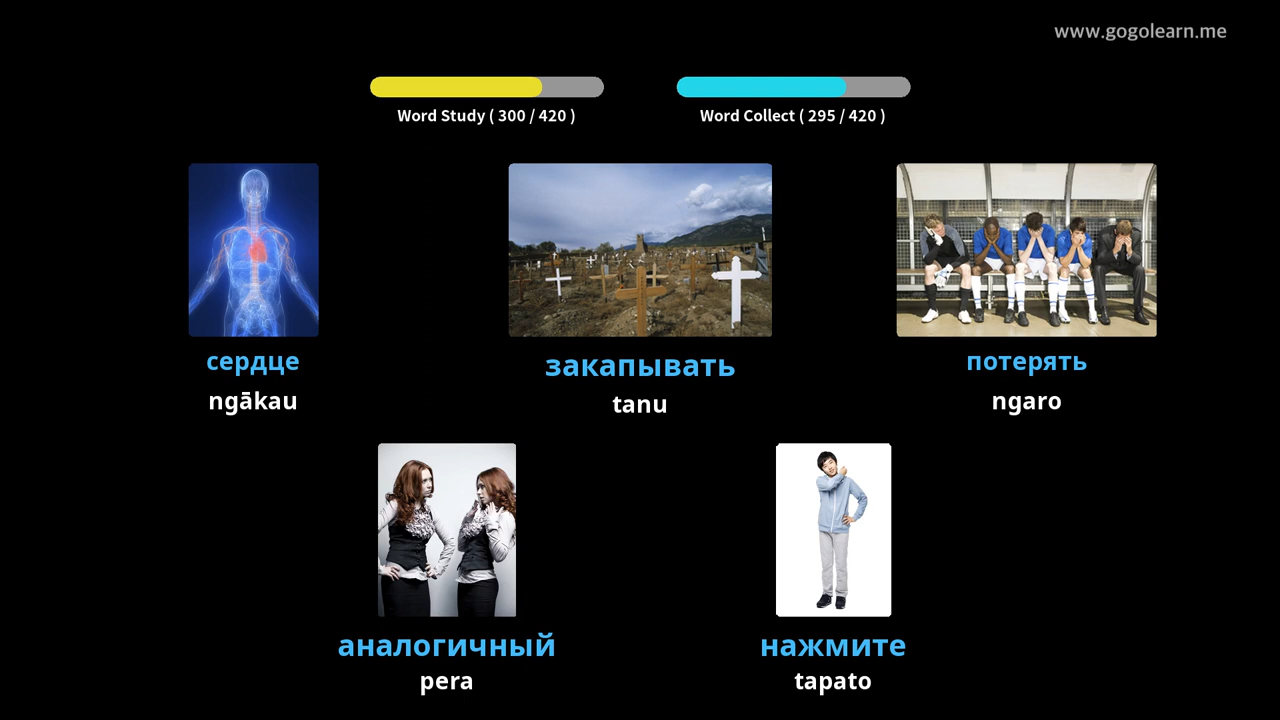 www.gogolearn.me
Word Study ( 300 / 420 )
Word Collect ( 295 / 420 )
сердце
ngākau
закапывать
tanu
потерять
ngaro
аналогичный
pera
нажмите
tapato